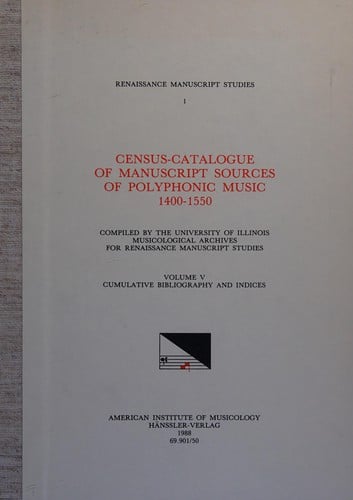 RENAISSANCE MANUSCRIPT STUDIES
1
CENSUS-CATALOGUE
OF MANUSCRIPT SOURCES
OF POLYPHONIC MUSIC
1400-1550
COMPILED BY THE UNIVERSITY OF ILLINOIS
MUSICOLOGICAL ARCHIVES
FOR RENAISSANCE MANUSCRIPT STUDIES
VOLUME V
CUMULATIVE BIBLIOGRAPHY AND INDICES
AMERICAN INSTITUTE OF MUSICOLOGY
HÄNSSLER-VERLAG
1988
69.901/50